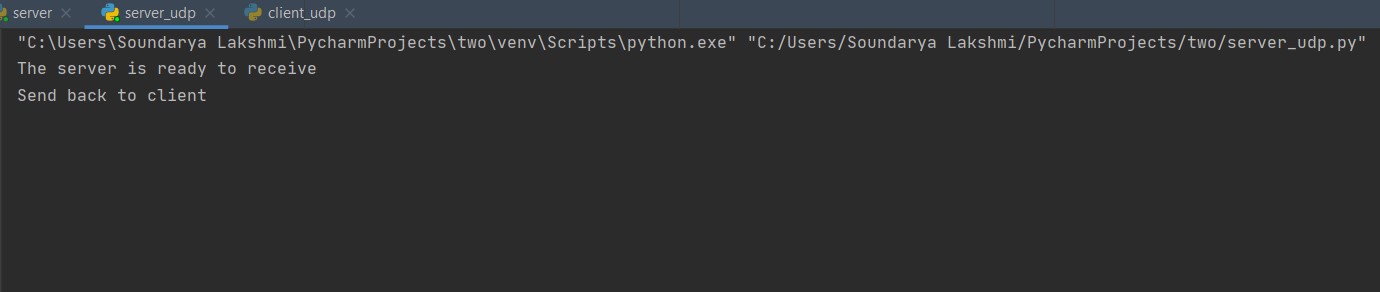 server server_udp client_udp
"C:\Users\Soundarya Lakshmi\PycharmProjects\two\venv\Scripts\python.exe" "C:/Users/Soundarya Lakshmi/PycharmProjects/two/server_udp.py"
The server is ready to receive
Send back to client